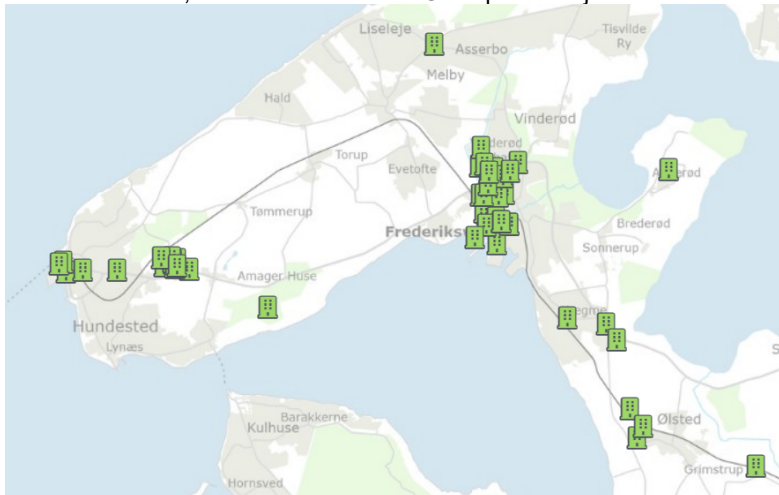 Liseleje
Tisvilde
Ry
Asserbo
Melby
Hald
Vinderød
Torup
Evetofte
Tømmerup
Brederød
Frederiks
Sonnerup
Amager Huse
Hundested
Lynæs
Barakkerne
Kulhuse
Ølsted
Grimstrup
Hornsved